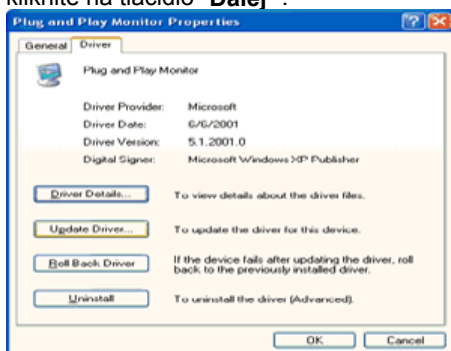 kliknite na tlačidlo "Ďalej".
Plug and Play Monitor Properties
General Driver
Plug and Play Monitor
Driver Provider: Microsoft
Driver Date: 6/6/2001
Driver Version: 5.1.2001.0
Digital Signer: Microsoft Windows XP Publisher
Driver Details... To view details about the driver files.
Update Driver... To update the driver for this device.
Roll Back Driver If the device fails after updating the driver, roll
back to the previously installed driver.
Uninstall To uninstall the driver (Advanced).
OK Cancel